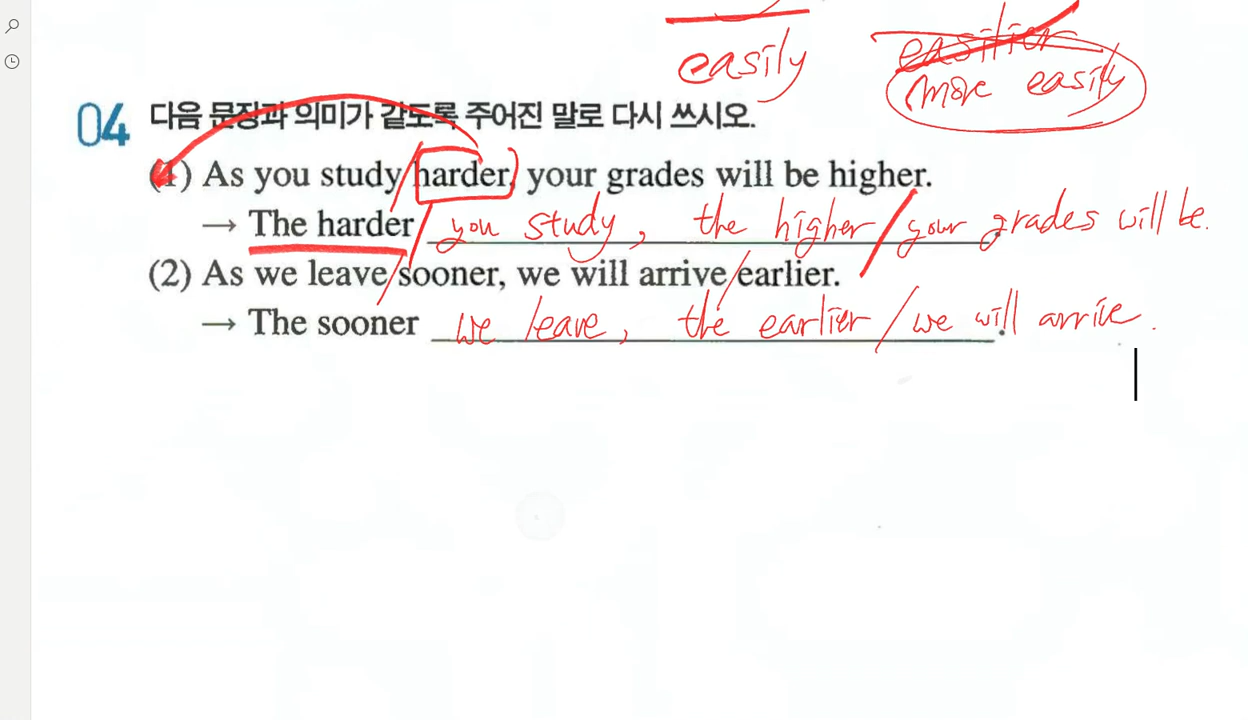 easily
easilier
more easily
04 다음 문장과 의미가 같도록 주어진 말로 다시 쓰시오.
(1) As you study/harder, your grades will be higher.
→ The harder / you study, the higher / your grades will be.
(2) As we leave/sooner, we will arrive/earlier.
→ The sooner we leave, the earlier / we will arrive.